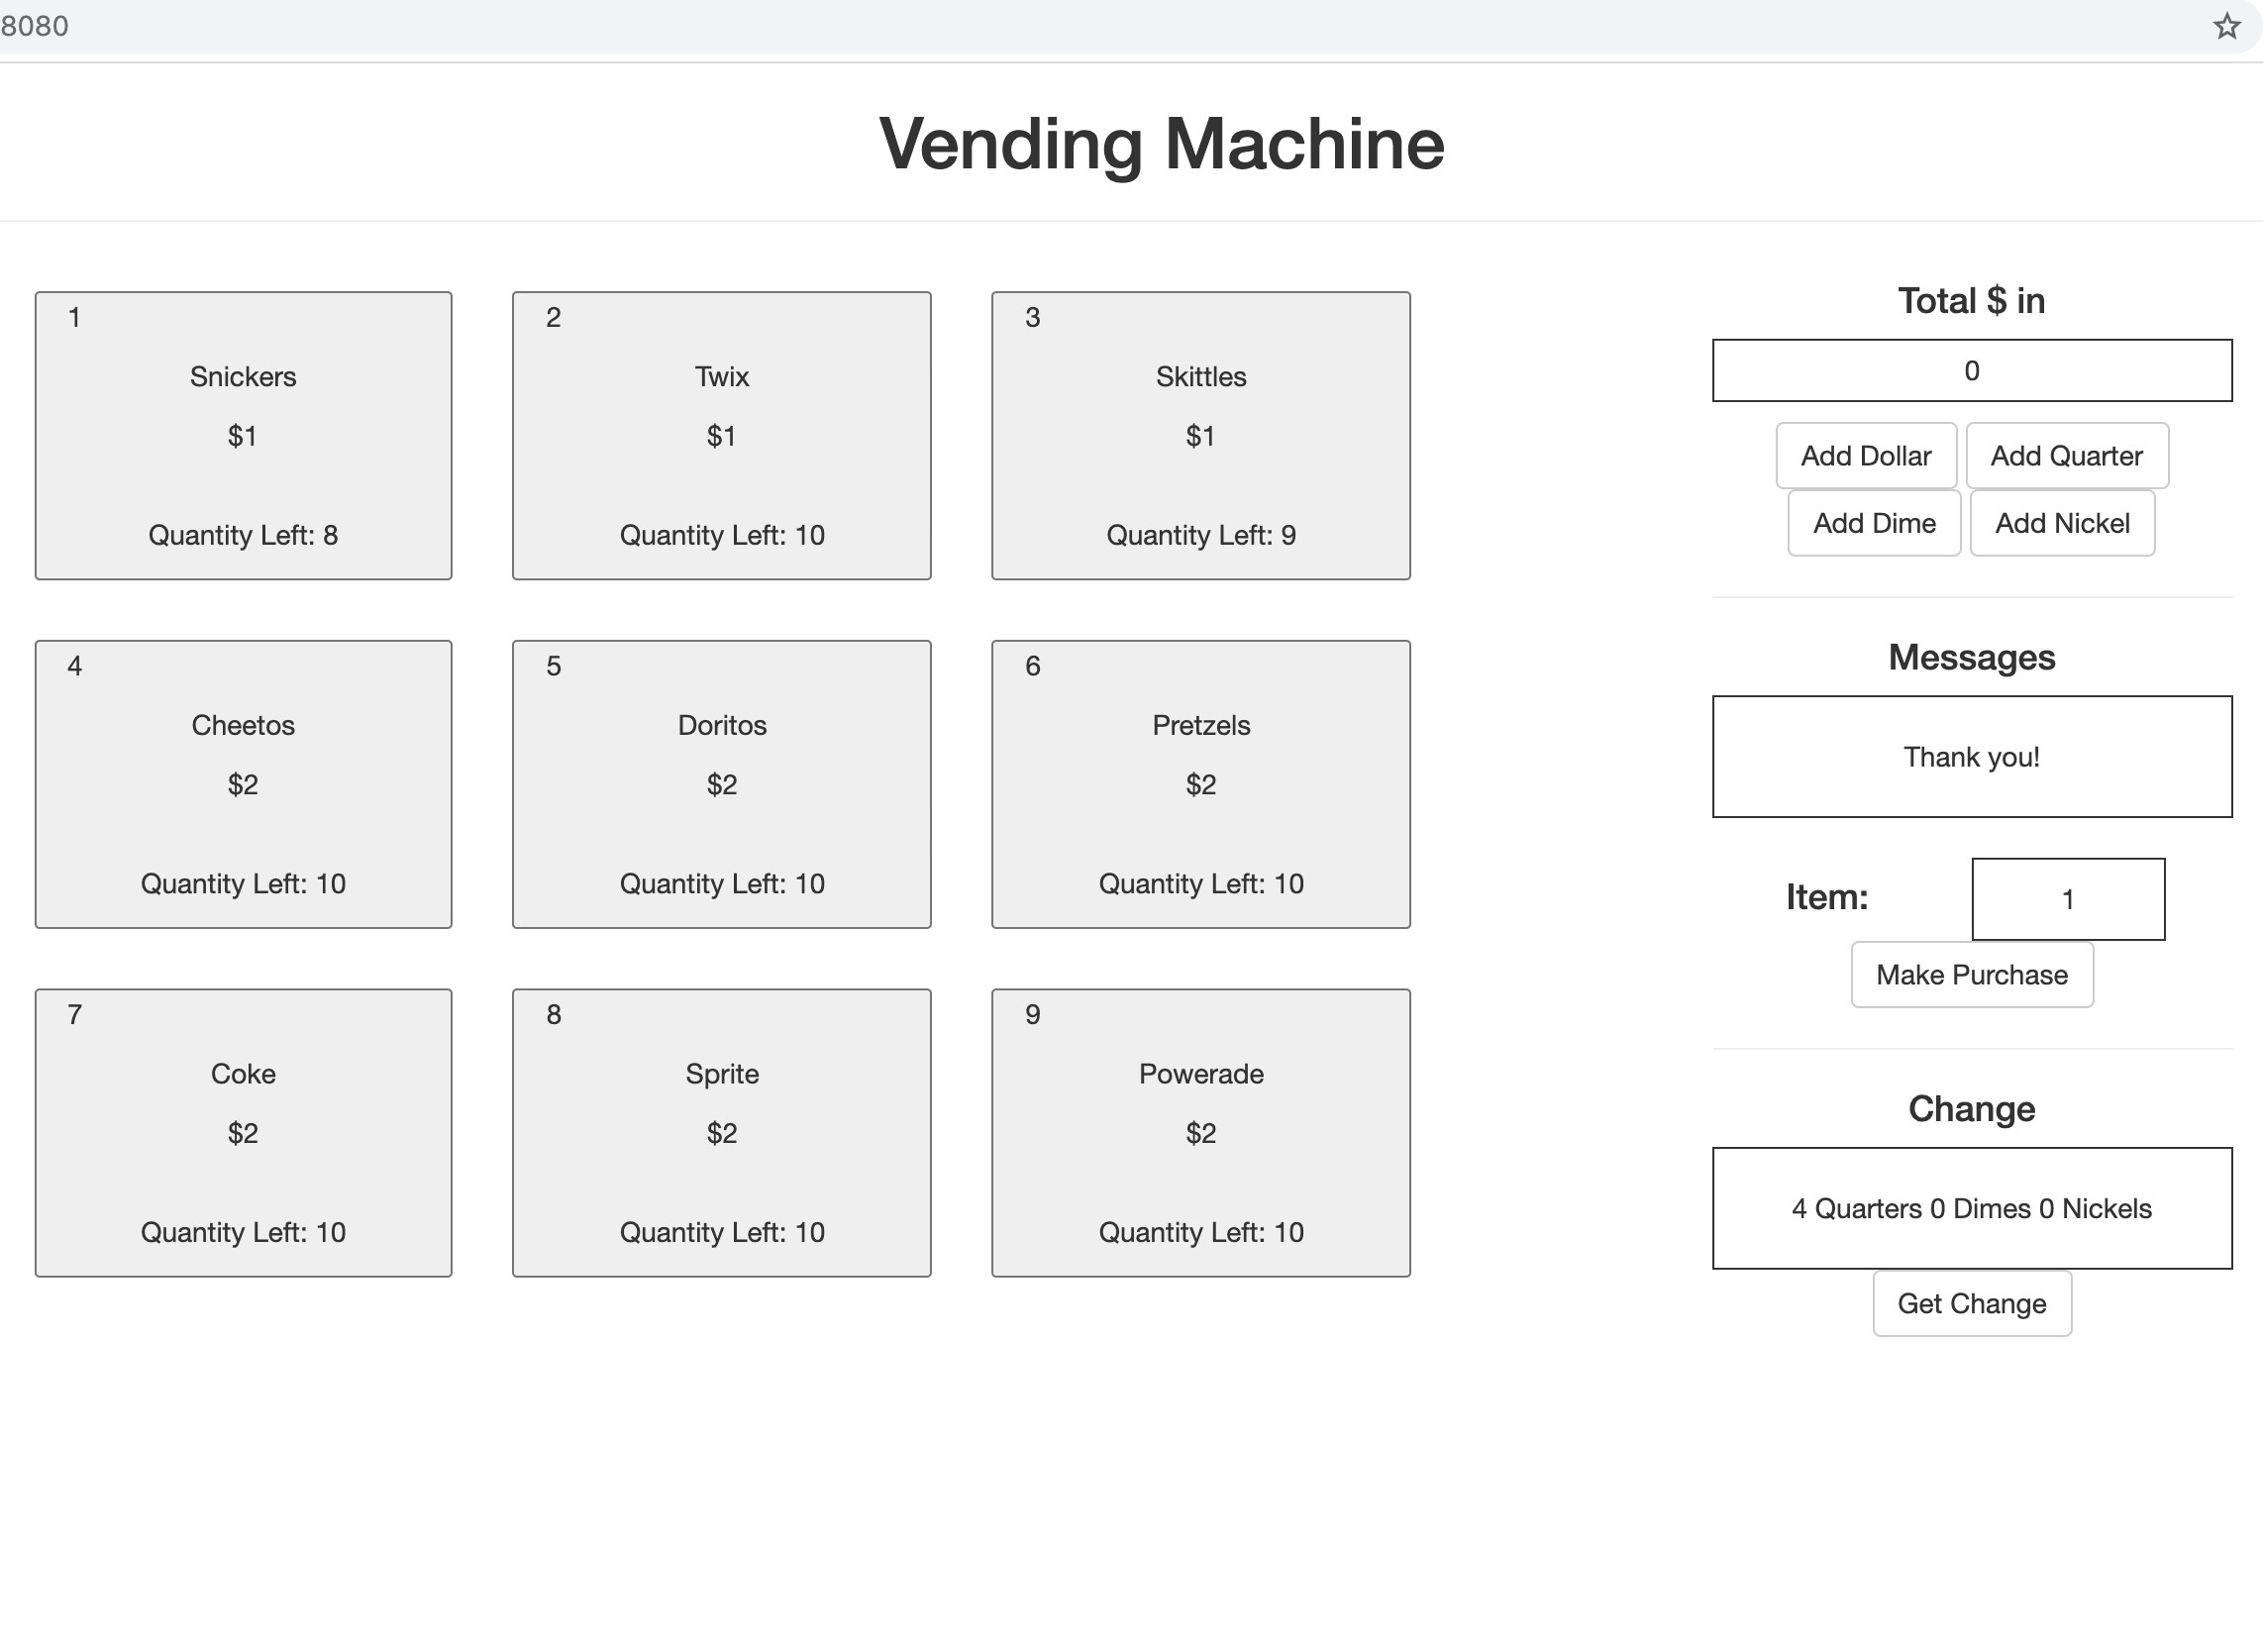 8080
Vending Machine
1
Snickers
$1
Quantity Left: 8
2
Twix
$1
Quantity Left: 10
3
Skittles
$1
Quantity Left: 9
4
Cheetos
$2
Quantity Left: 10
5
Doritos
$2
Quantity Left: 10
6
Pretzels
$2
Quantity Left: 10
7
Coke
$2
Quantity Left: 10
8
Sprite
$2
Quantity Left: 10
9
Powerade
$2
Quantity Left: 10
Total $ in
0
Add Dollar Add Quarter
Add Dime Add Nickel
Messages
Thank you!
Item: 1
Make Purchase
Change
4 Quarters 0 Dimes 0 Nickels
Get Change